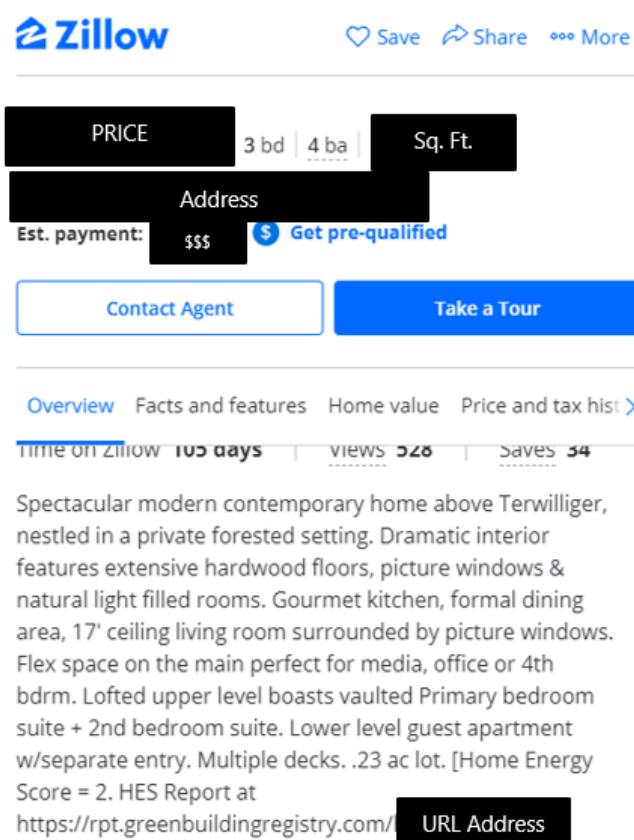 Zillow Save Share More
PRICE 3 bd 4 ba Sq. Ft.
Address
Est. payment: $$$ $ Get pre-qualified
Contact Agent Take a Tour
Overview Facts and features Home value Price and tax hist
Time on Zillow 105 days Views 528 Saves 34
Spectacular modern contemporary home above Terwilliger,
nestled in a private forested setting. Dramatic interior
features extensive hardwood floors, picture windows &
natural light filled rooms. Gourmet kitchen, formal dining
area, 17' ceiling living room surrounded by picture windows.
Flex space on the main perfect for media, office or 4th
bdrm. Lofted upper level boasts vaulted Primary bedroom
suite + 2nd bedroom suite. Lower level guest apartment
w/separate entry. Multiple decks. .23 ac lot. [Home Energy
Score = 2. HES Report at
https://rpt.greenbuildingregistry.com/ URL Address